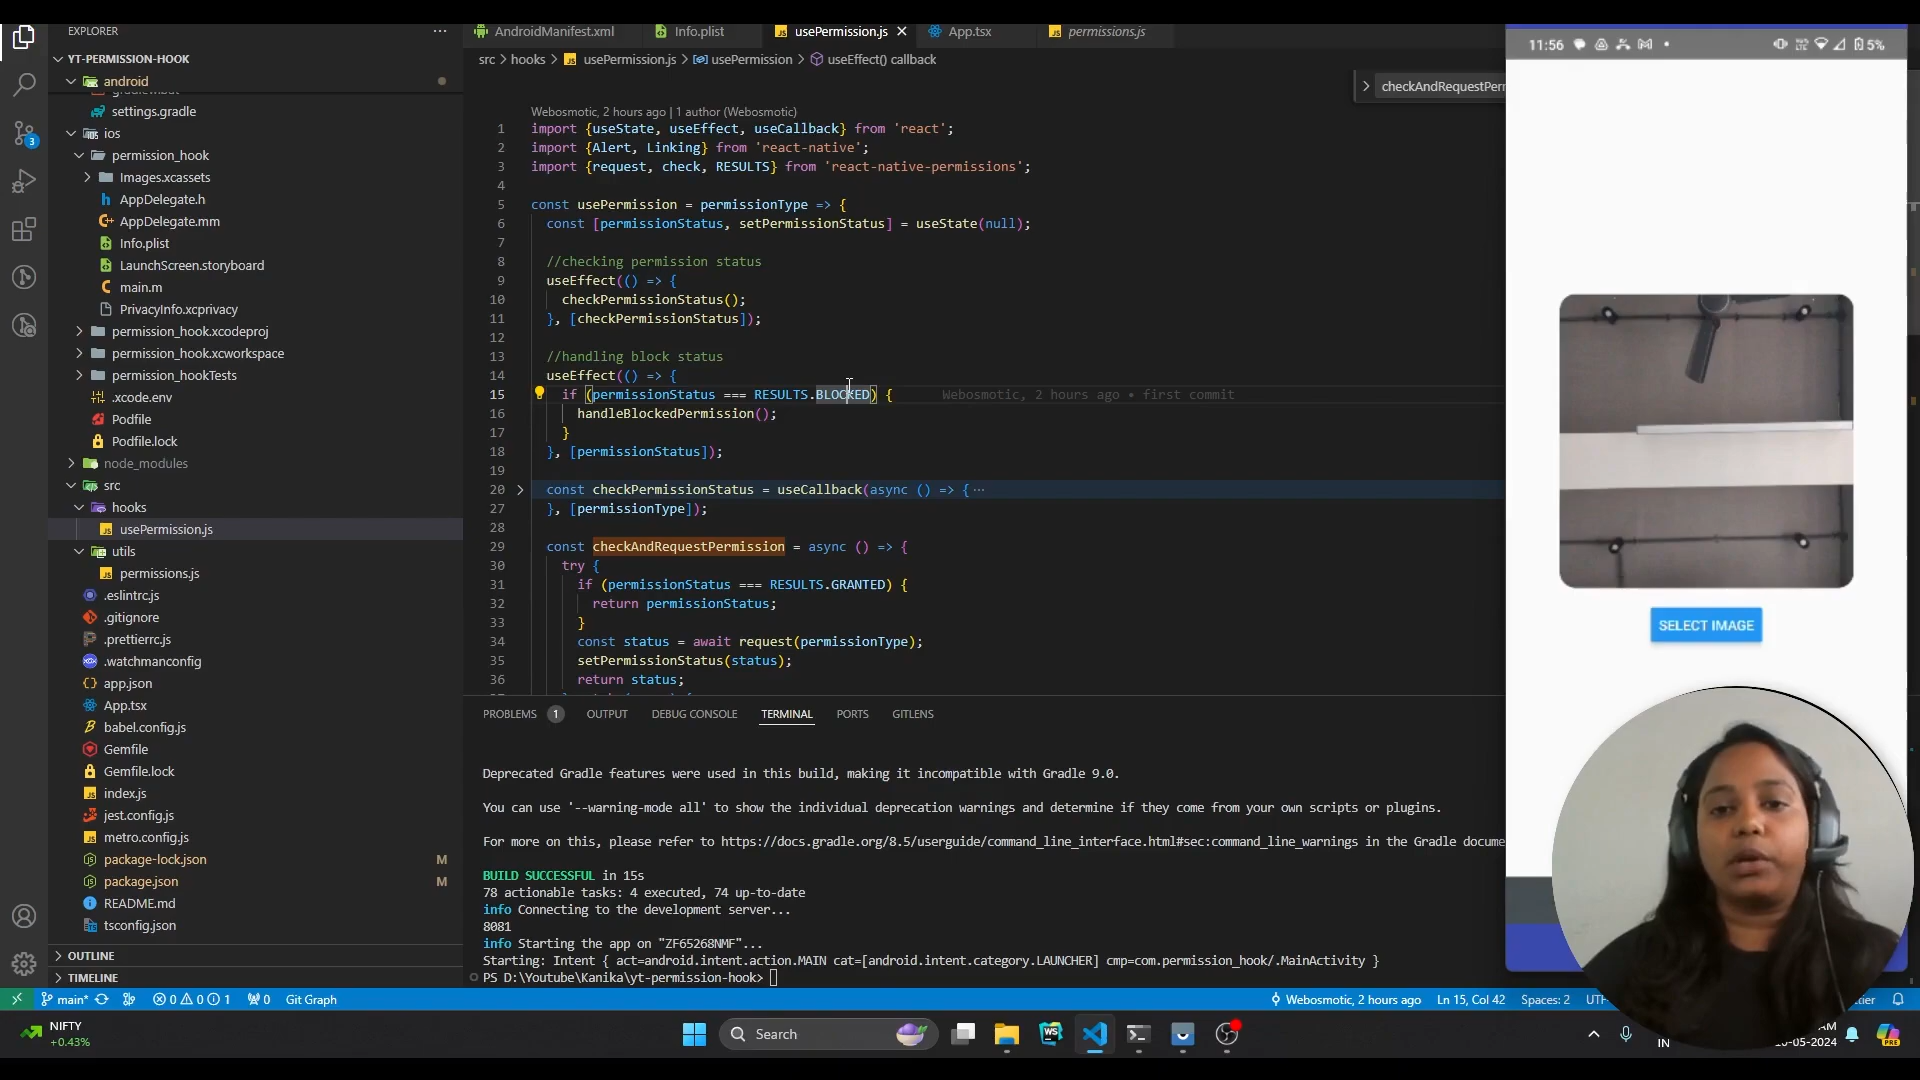 EXPLORER
YT-PERMISSION-HOOK
android
settings.gradle
ios
permission_hook
Images.xcassets
AppDelegate.h
AppDelegate.mm
Info.plist
LaunchScreen.storyboard
main.m
PrivacyInfo.xcprivacy
permission_hook.xcodeproj
permission_hook.xcworkspace
permission_hookTests
.xcode.env
Podfile
Podfile.lock
node_modules
src
hooks
usePermission.js
utils
permissions.js
.eslintrc.js
.gitignore
.prettierrc.js
.watchmanconfig
app.json
App.tsx
babel.config.js
Gemfile
Gemfile.lock
index.js
jest.config.js
metro.config.js
package-lock.json M
package.json M
README.md
tsconfig.json
OUTLINE
TIMELINE
3
AndroidManifest.xml Info.plist usePermission.js App.tsx permissions.js
src > hooks > usePermission.js > usePermission > useEffect() callback
checkAndRequestPerr
Webosmotic, 2 hours ago | 1 author (Webosmotic)
1 import {useState, useEffect, useCallback} from 'react';
2 import {Alert, Linking} from 'react-native';
3 import {request, check, RESULTS} from 'react-native-permissions';
4
5 const usePermission = permissionType => {
6 const [permissionStatus, setPermissionStatus] = useState(null);
7
8 //checking permission status
9 useEffect(() => {
10 checkPermissionStatus();
11 }, [checkPermissionStatus]);
12
13 //handling block status
14 useEffect(() => {
15 if (permissionStatus === RESULTS.BLOCKED) { Webosmotic, 2 hours ago • first commit
16 handleBlockedPermission();
17 }
18 }, [permissionStatus]);
19
20 const checkPermissionStatus = useCallback(async () => {⋯
27 }, [permissionType]);
28
29 const checkAndRequestPermission = async () => {
30 try {
31 if (permissionStatus === RESULTS.GRANTED) {
32 return permissionStatus;
33 }
34 const status = await request(permissionType);
35 setPermissionStatus(status);
36 return status;
PROBLEMS 1 OUTPUT DEBUG CONSOLE TERMINAL PORTS GITLENS
Deprecated Gradle features were used in this build, making it incompatible with Gradle 9.0.
You can use '--warning-mode all' to show the individual deprecation warnings and determine if they come from your own scripts or plugins.
For more on this, please refer to https://docs.gradle.org/8.5/userguide/command_line_interface.html#sec:command_line_warnings in the Gradle docume
BUILD SUCCESSFUL in 15s
78 actionable tasks: 4 executed, 74 up-to-date
info Connecting to the development server...
8081
info Starting the app on "ZF65268NMF"...
Starting: Intent { act=android.intent.action.MAIN cat=[android.intent.category.LAUNCHER] cmp=com.permission_hook/.MainActivity }
PS D:\Youtube\Kanika\yt-permission-hook>
11:56 5%
SELECT IMAGE
main* 0 0 1 0 Git Graph Webosmotic, 2 hours ago Ln 15, Col 42 Spaces: 2 UTF
NIFTY
+0.43%
Search
IN
AM
-05-2024